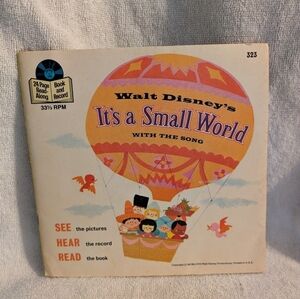 323
24 Page Read-Along
Book and Record
33⅓ RPM
Walt Disney's
It's a Small World
WITH THE SONG
SEE the pictures
HEAR the record
READ the book